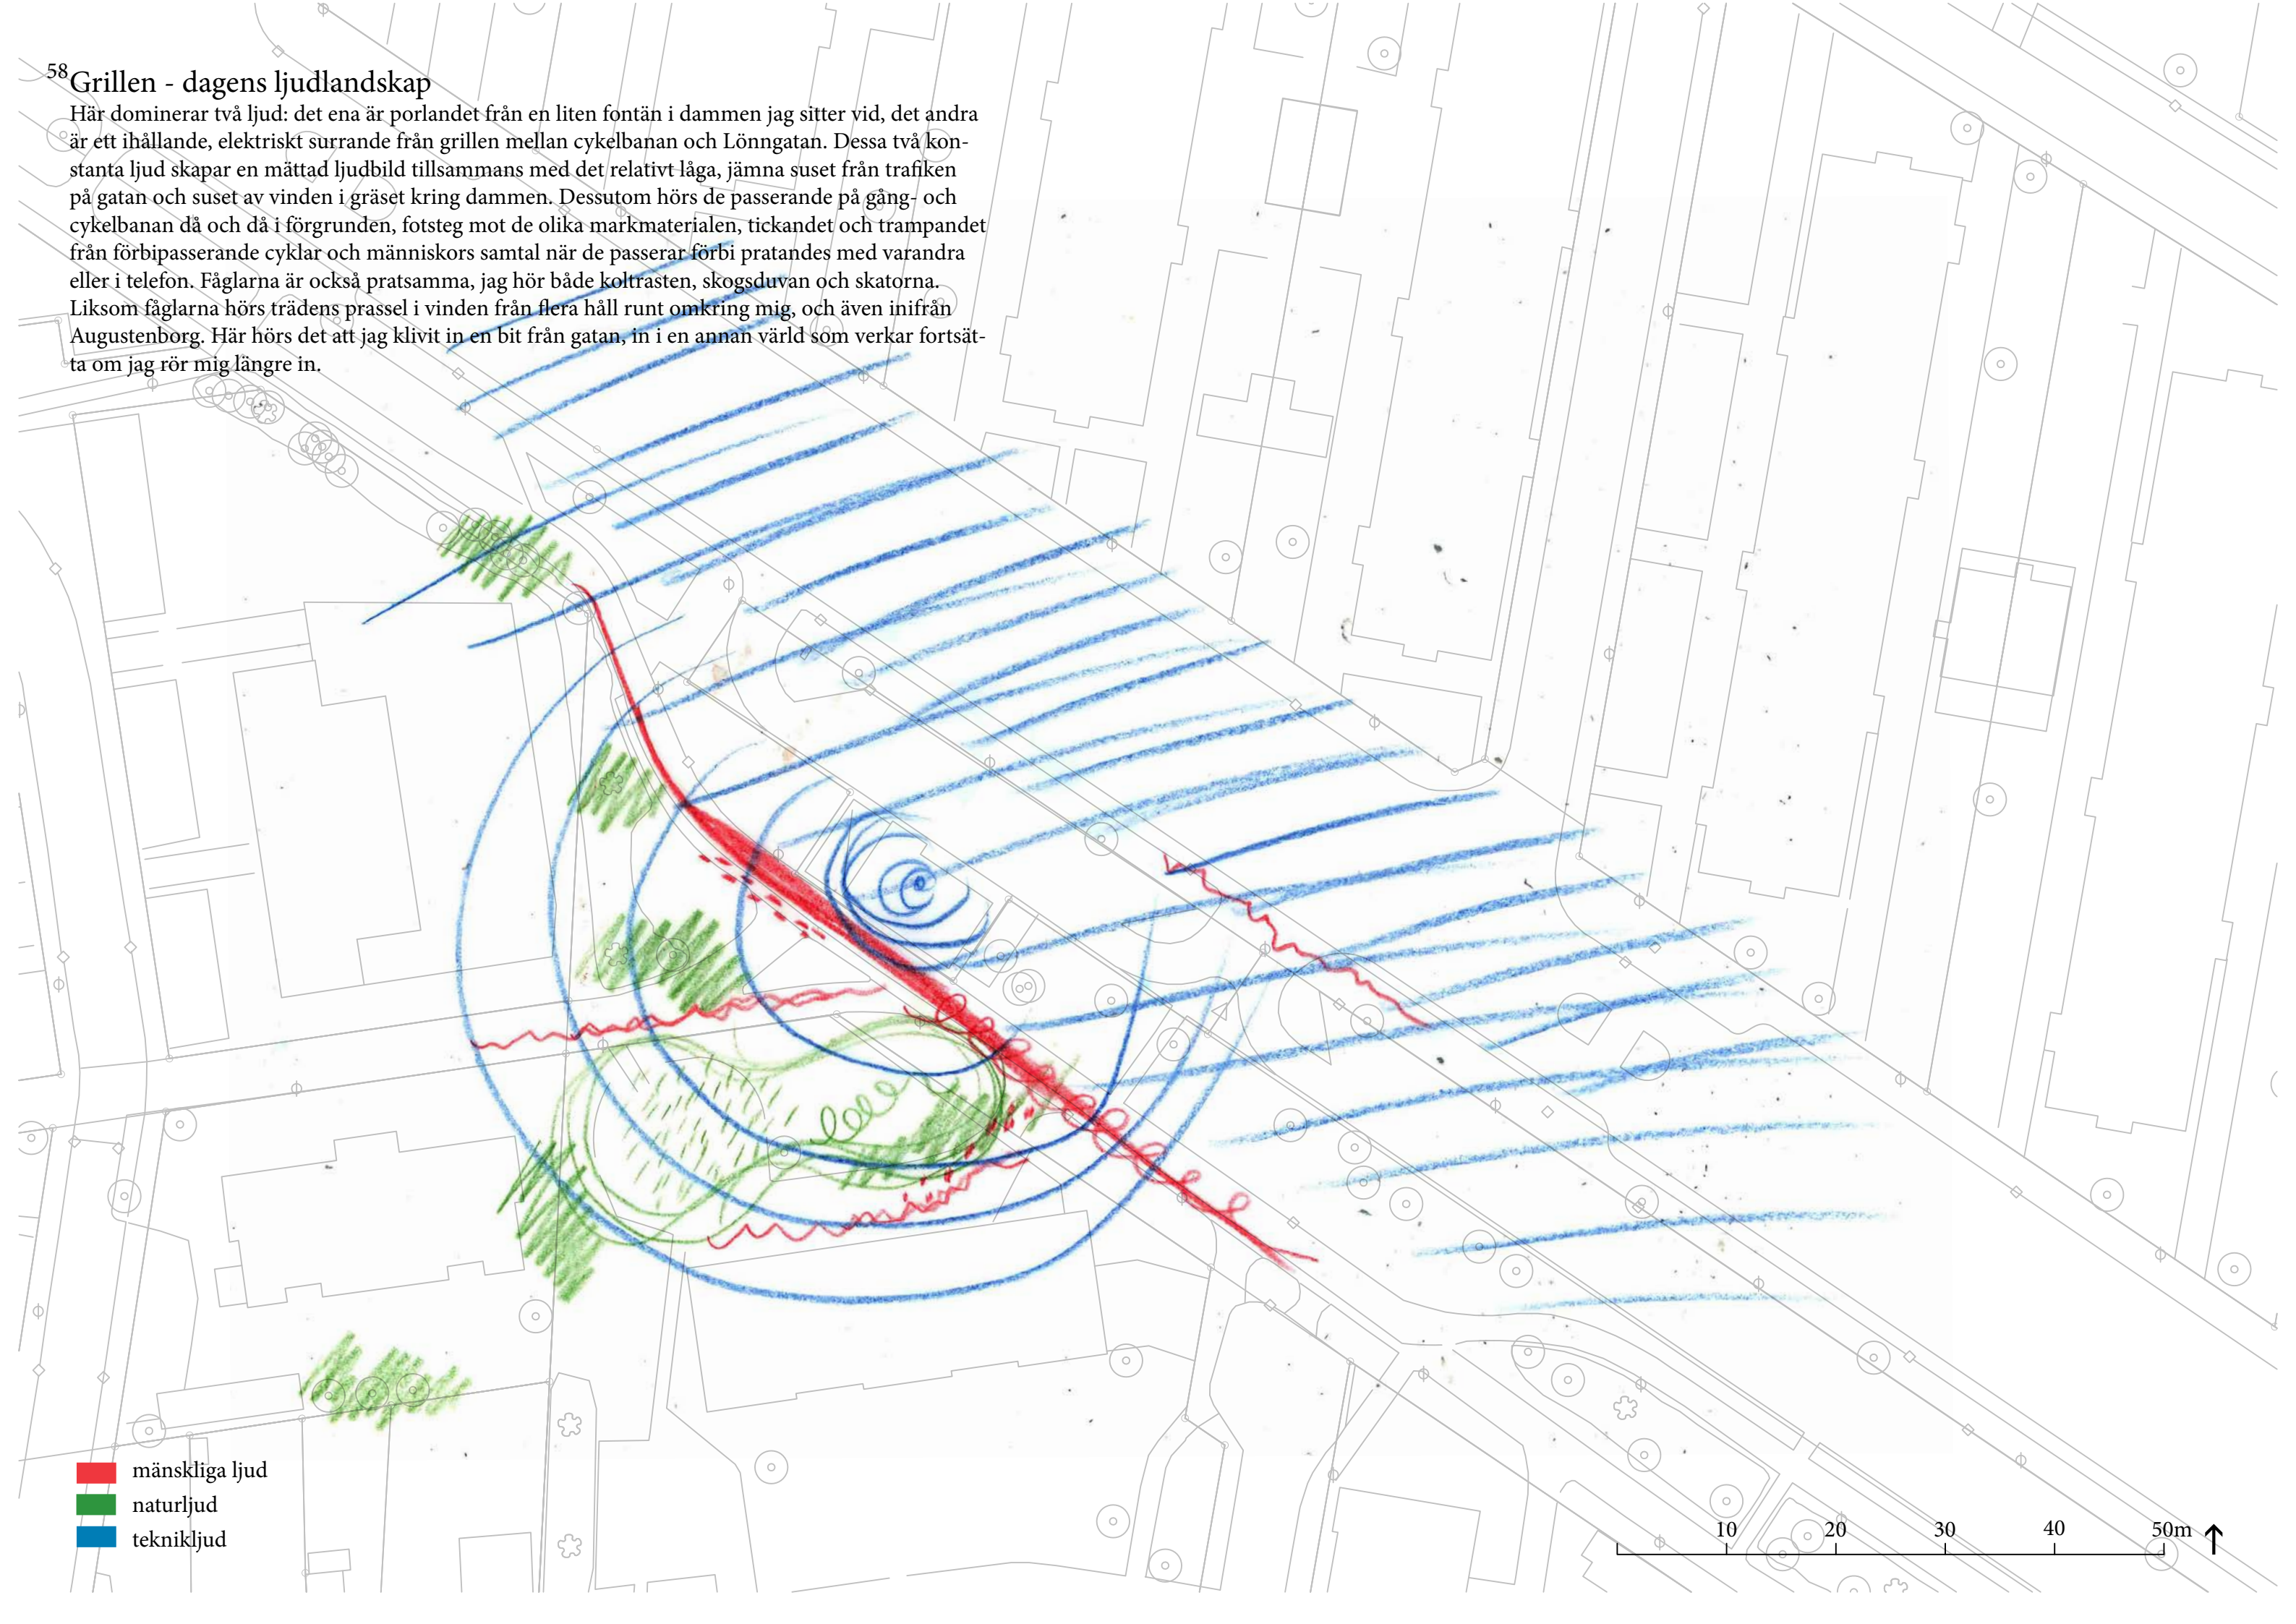 58
Grillen - dagens ljudlandskap
Här dominerar två ljud: det ena är porlandet från en liten fontän i dammen jag sitter vid, det andra
är ett ihållande, elektriskt surrande från grillen mellan cykelbanan och Lönngatan. Dessa två kon-
stanta ljud skapar en mättad ljudbild tillsammans med det relativt låga, jämna suset från trafiken
på gatan och suset av vinden i gräset kring dammen. Dessutom hörs de passerande på gång- och
cykelbanan då och då i förgrunden, fotsteg mot de olika markmaterialen, tickandet och trampandet
från förbipasserande cyklar och människors samtal när de passerar förbi pratandes med varandra
eller i telefon. Fåglarna är också pratsamma, jag hör både koltrasten, skogsduvan och skatorna.
Liksom fåglarna hörs trädens prassel i vinden från flera håll runt omkring mig, och även inifrån
Augustenborg. Här hörs det att jag klivit in en bit från gatan, in i en annan värld som verkar fortsät-
ta om jag rör mig längre in.
mänskliga ljud
naturljud
teknikljud
10 20 30 40 50m